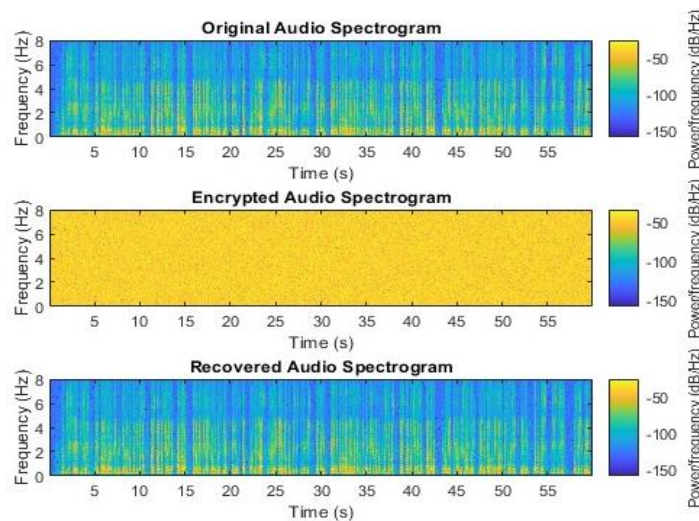 Original Audio Spectrogram
Frequency (Hz)
8
6
4
2
0
5 10 15 20 25 30 35 40 45 50 55
Time (s)
-50
-100
-150
Power/frequency (dB/Hz)
Encrypted Audio Spectrogram
Frequency (Hz)
8
6
4
2
0
5 10 15 20 25 30 35 40 45 50 55
Time (s)
-50
-100
-150
Power/frequency (dB/Hz)
Recovered Audio Spectrogram
Frequency (Hz)
8
6
4
2
0
5 10 15 20 25 30 35 40 45 50 55
Time (s)
-50
-100
-150
Power/frequency (dB/Hz)